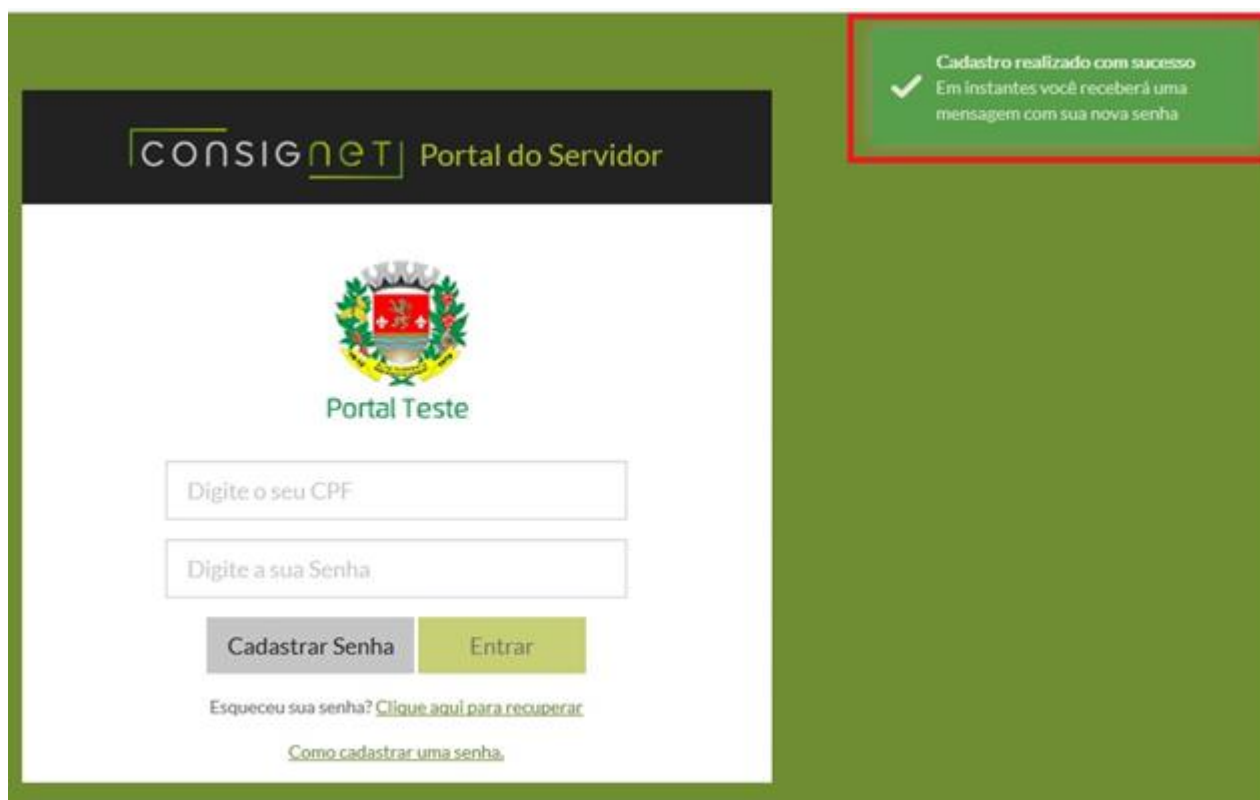 Cadastro realizado com sucesso
Em instantes você receberá uma
mensagem com sua nova senha
consignet Portal do Servidor
Portal Teste
Digite o seu CPF
Digite a sua Senha
Cadastrar Senha
Entrar
Esqueceu sua senha? Clique aqui para recuperar
Como cadastrar uma senha.